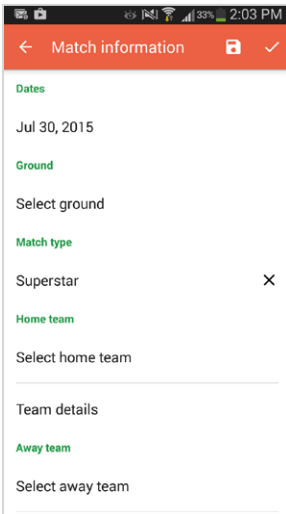 33% 2:03 PM
Match information
Dates
Jul 30, 2015
Ground
Select ground
Match type
Superstar
Home team
Select home team
Team details
Away team
Select away team